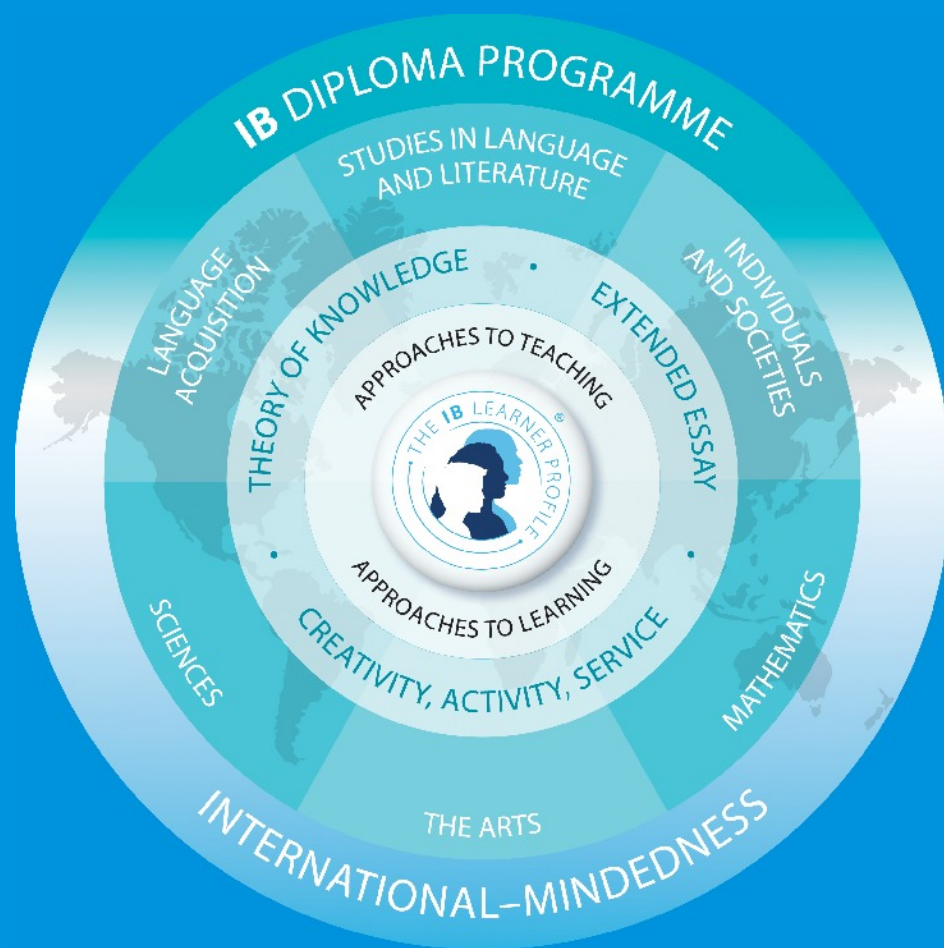 IB DIPLOMA PROGRAMME
STUDIES IN LANGUAGE
AND LITERATURE
LANGUAGE
ACQUISITION
INDIVIDUALS
AND SOCIETIES
THEORY OF KNOWLEDGE
•
EXTENDED ESSAY
•
APPROACHES TO TEACHING
• THE IB LEARNER PROFILE • ®
APPROACHES TO LEARNING
•
CREATIVITY, ACTIVITY, SERVICE
SCIENCES
MATHEMATICS
THE ARTS
INTERNATIONAL–MINDEDNESS